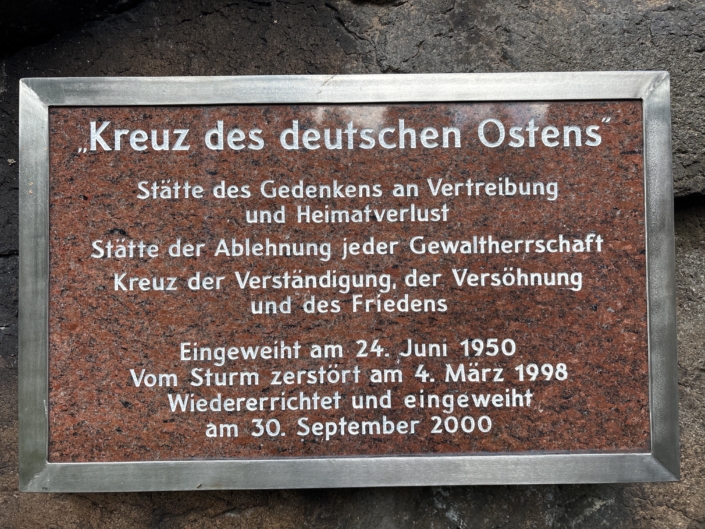 „Kreuz des deutschen Ostens“
Stätte des Gedenkens an Vertreibung
und Heimatverlust
Stätte der Ablehnung jeder Gewaltherrschaft
Kreuz der Verständigung, der Versöhnung
und des Friedens
Eingeweiht am 24. Juni 1950
Vom Sturm zerstört am 4. März 1998
Wiedererrichtet und eingeweiht
am 30. September 2000